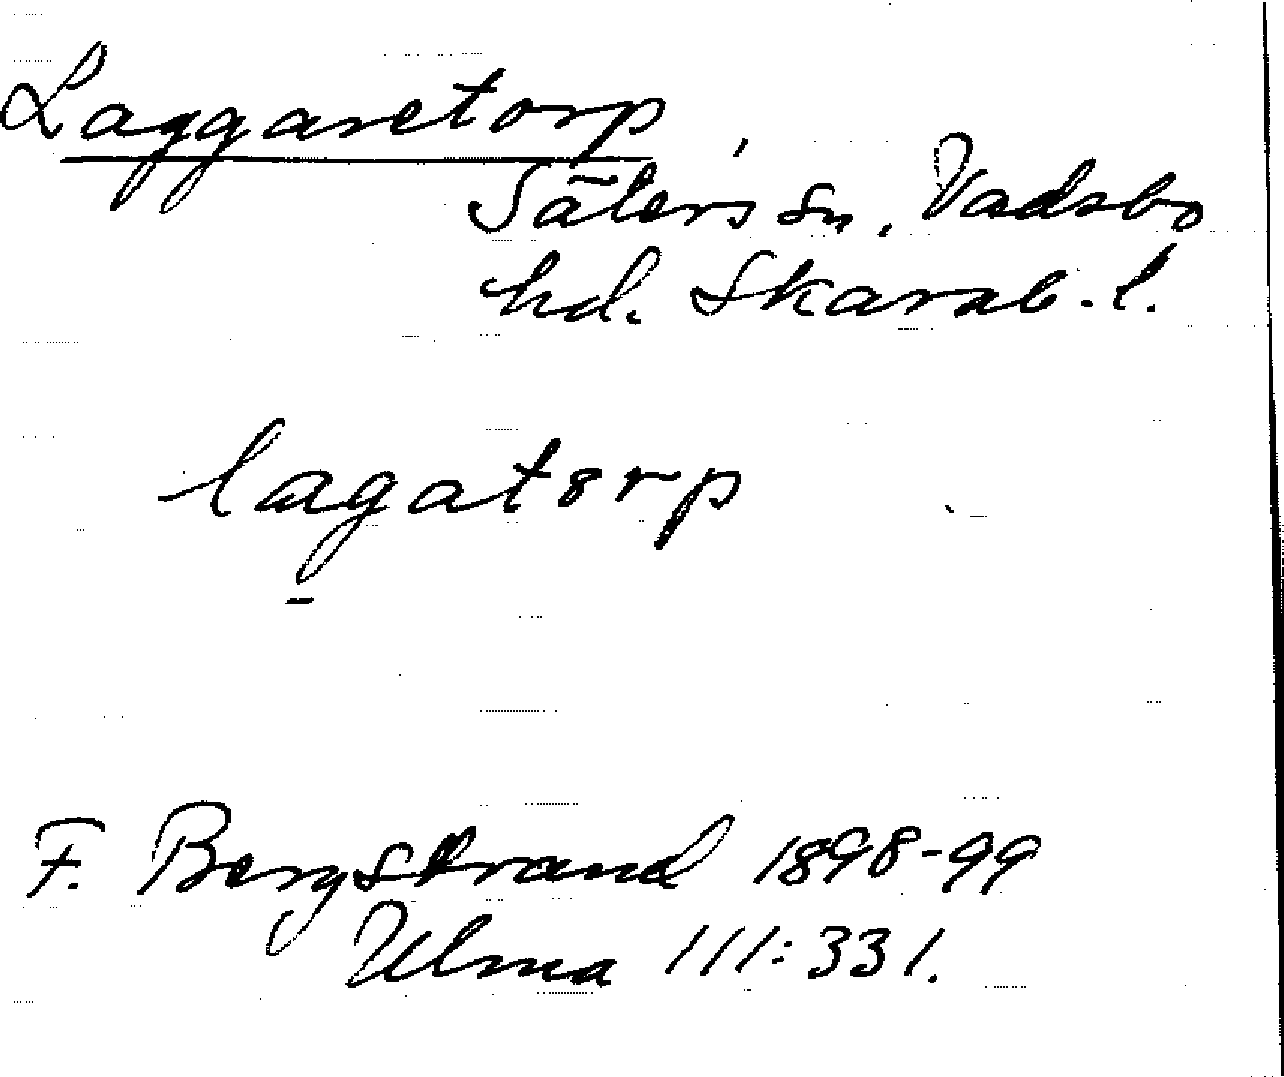 Laggaretorp
Säters sn, Vadsbo
hd. Skarab. l.
lagatorp
F. Bergstrand 1898-99
Ulma 111:331.